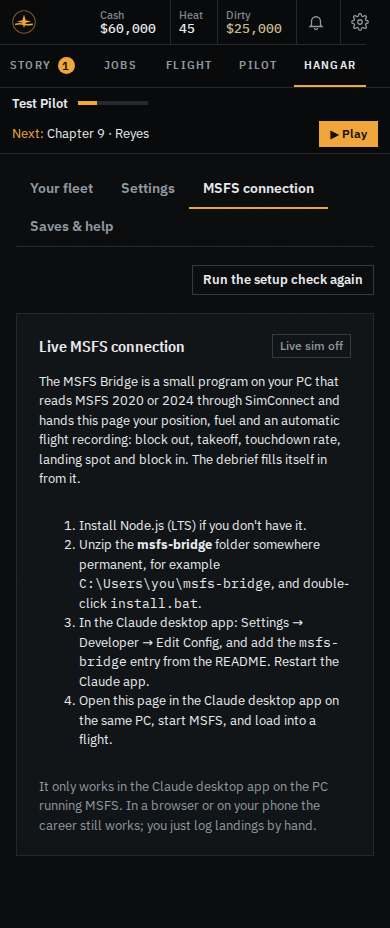 Cash
$60,000
Heat
45
Dirty
$25,000
STORY 1 JOBS FLIGHT PILOT HANGAR
Test Pilot
Next: Chapter 9 · Reyes
▶ Play
Your fleet Settings MSFS connection
Saves & help
Run the setup check again
Live MSFS connection
Live sim off
The MSFS Bridge is a small program on your PC that
reads MSFS 2020 or 2024 through SimConnect and
hands this page your position, fuel and an automatic
flight recording: block out, takeoff, touchdown rate,
landing spot and block in. The debrief fills itself in
from it.
1. Install Node.js (LTS) if you don't have it.
2. Unzip the msfs-bridge folder somewhere
permanent, for example
C:\Users\you\msfs-bridge, and double-
click install.bat.
3. In the Claude desktop app: Settings →
Developer → Edit Config, and add the msfs-
bridge entry from the README. Restart the
Claude app.
4. Open this page in the Claude desktop app on
the same PC, start MSFS, and load into a
flight.
It only works in the Claude desktop app on the PC
running MSFS. In a browser or on your phone the
career still works; you just log landings by hand.